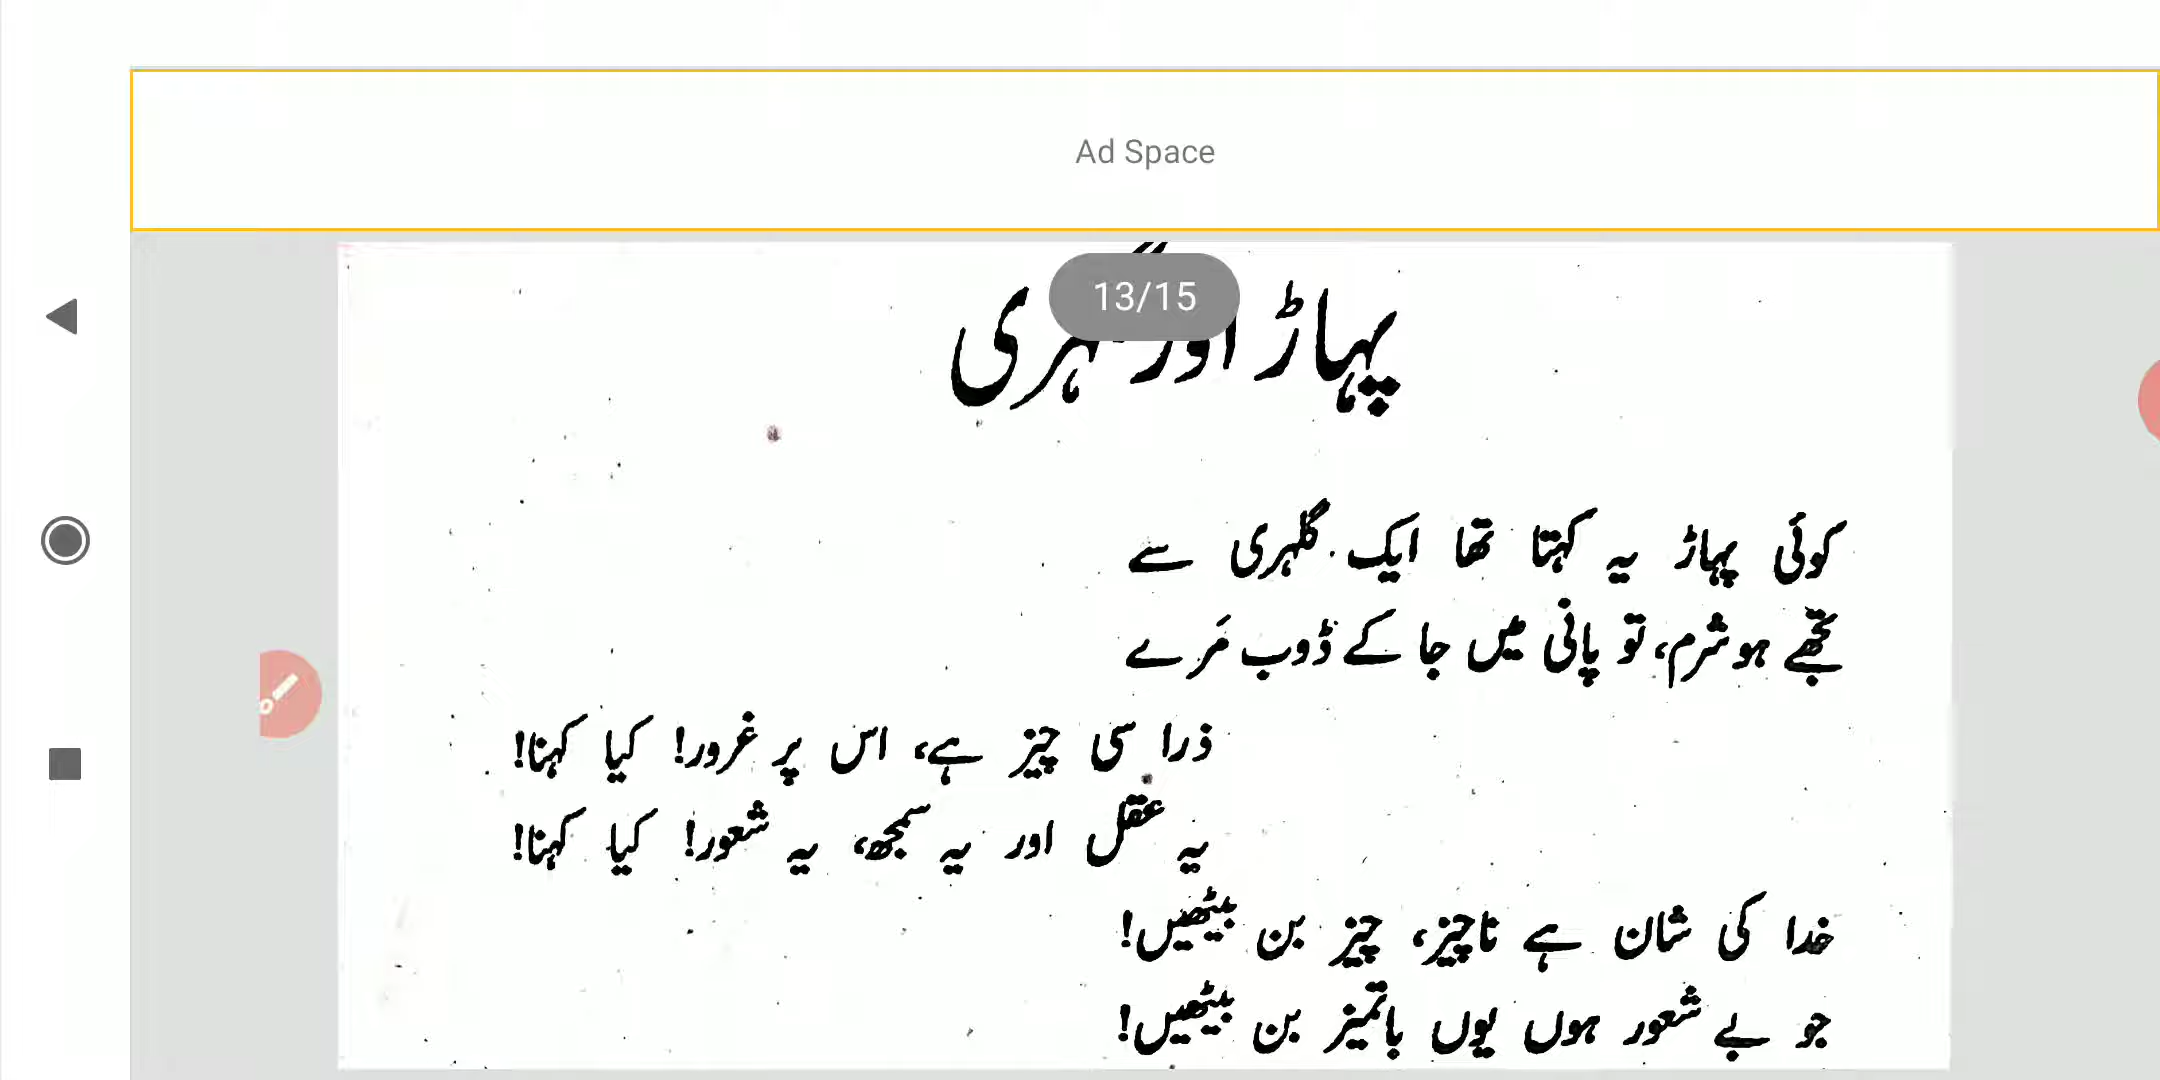 Ad Space
13/15
پہاڑ اور گلہری
کوئی پہاڑ یہ کہتا تھا ایک گلہری سے
تجھے ہو شرم، تو پانی میں جا کے ڈوب مَرے
ذرا سی چیز ہے، اس پر غرور! کیا کہنا!
یہ عقل اور یہ سمجھ، یہ شعور! کیا کہنا!
خدا کی شان ہے ناچیز، چیز بن بیٹھیں!
جو بے شعور ہوں یوں باتمیز بن بیٹھیں!